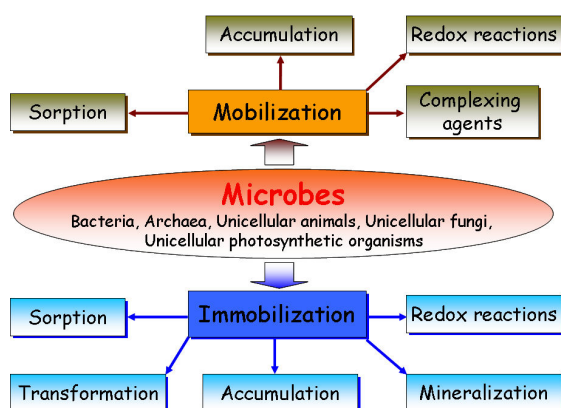 Accumulation
Redox reactions
Sorption
Mobilization
Complexing
agents
Microbes
Bacteria, Archaea, Unicellular animals, Unicellular fungi,
Unicellular photosynthetic organisms
Sorption
Immobilization
Redox reactions
Transformation
Accumulation
Mineralization